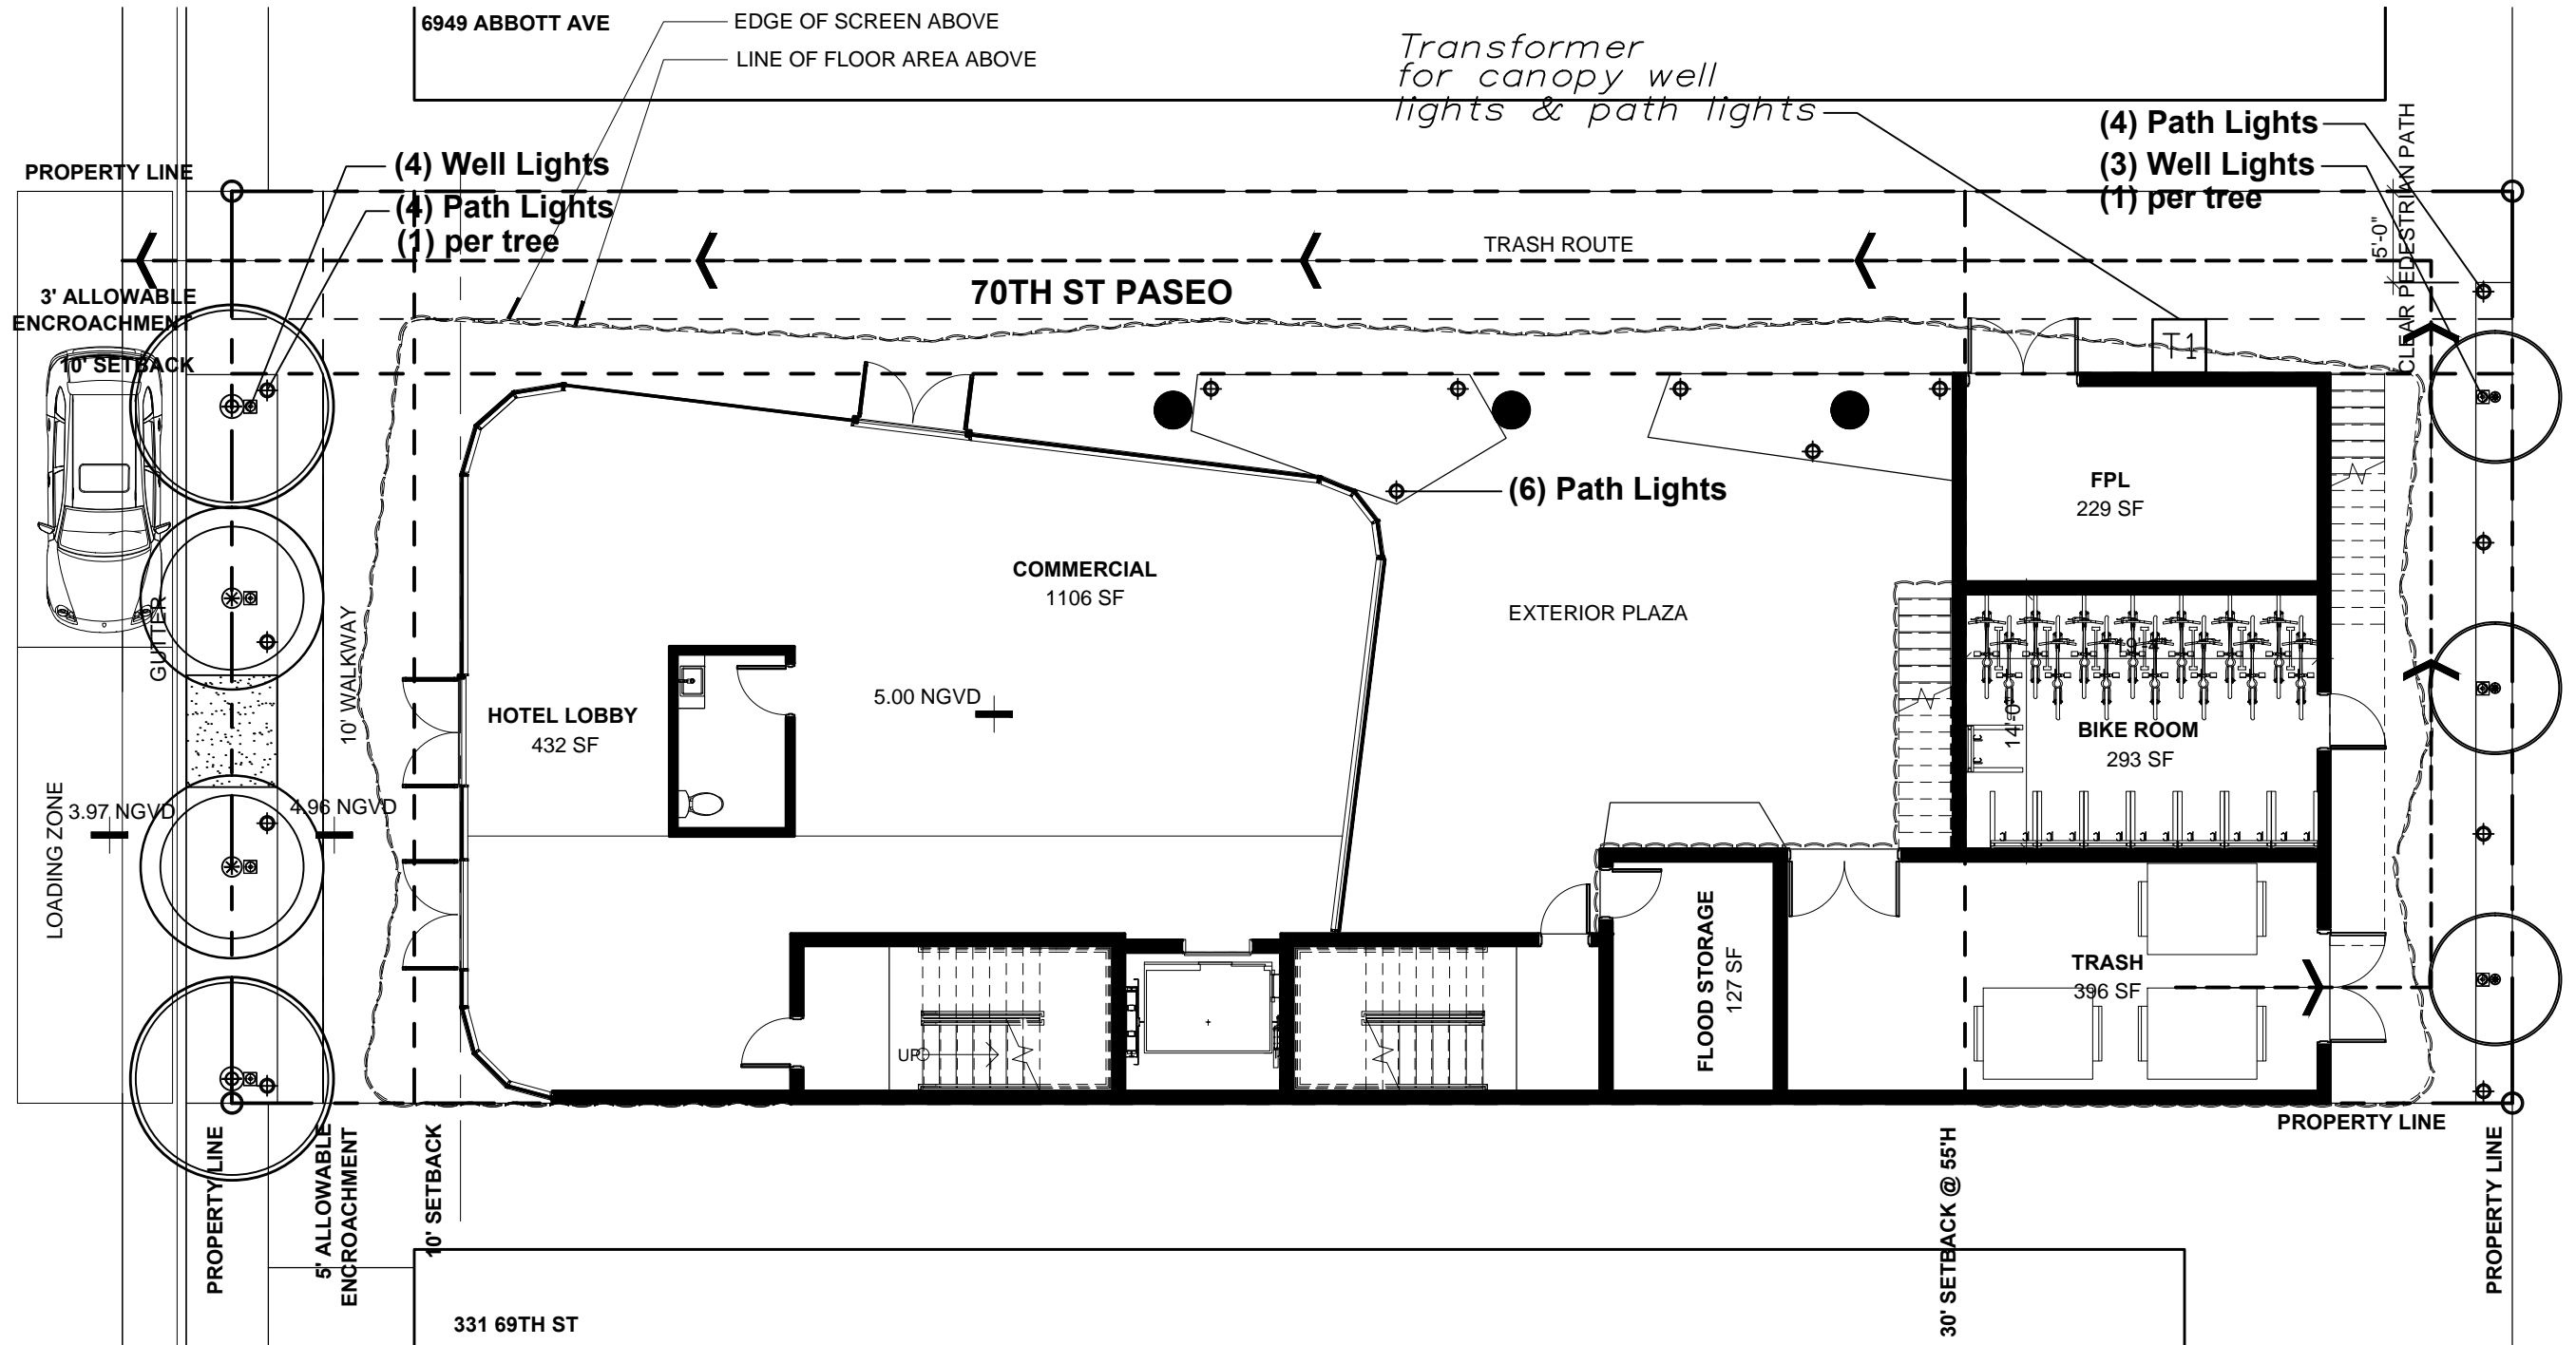 6949 ABBOTT AVE
EDGE OF SCREEN ABOVE
LINE OF FLOOR AREA ABOVE
Transformer
for canopy well
lights & path lights
(4) Path Lights
(3) Well Lights
(1) per tree
PROPERTY LINE
(4) Well Lights
(4) Path Lights
(1) per tree
TRASH ROUTE
70TH ST PASEO
5'-0"
CLEAR PEDESTRIAN PATH
3' ALLOWABLE
ENCROACHMENT
10' SETBACK
T1
(6) Path Lights
FPL
229 SF
COMMERCIAL
1106 SF
EXTERIOR PLAZA
GUTTER
10' WALKWAY
5.00 NGVD
HOTEL LOBBY
432 SF
14'-0"
BIKE ROOM
293 SF
LOADING ZONE
3.97 NGVD
4.96 NGVD
FLOOD STORAGE
127 SF
TRASH
396 SF
UP
PROPERTY LINE
PROPERTY LINE
5' ALLOWABLE
ENCROACHMENT
10' SETBACK
30' SETBACK @ 55'H
PROPERTY LINE
331 69TH ST